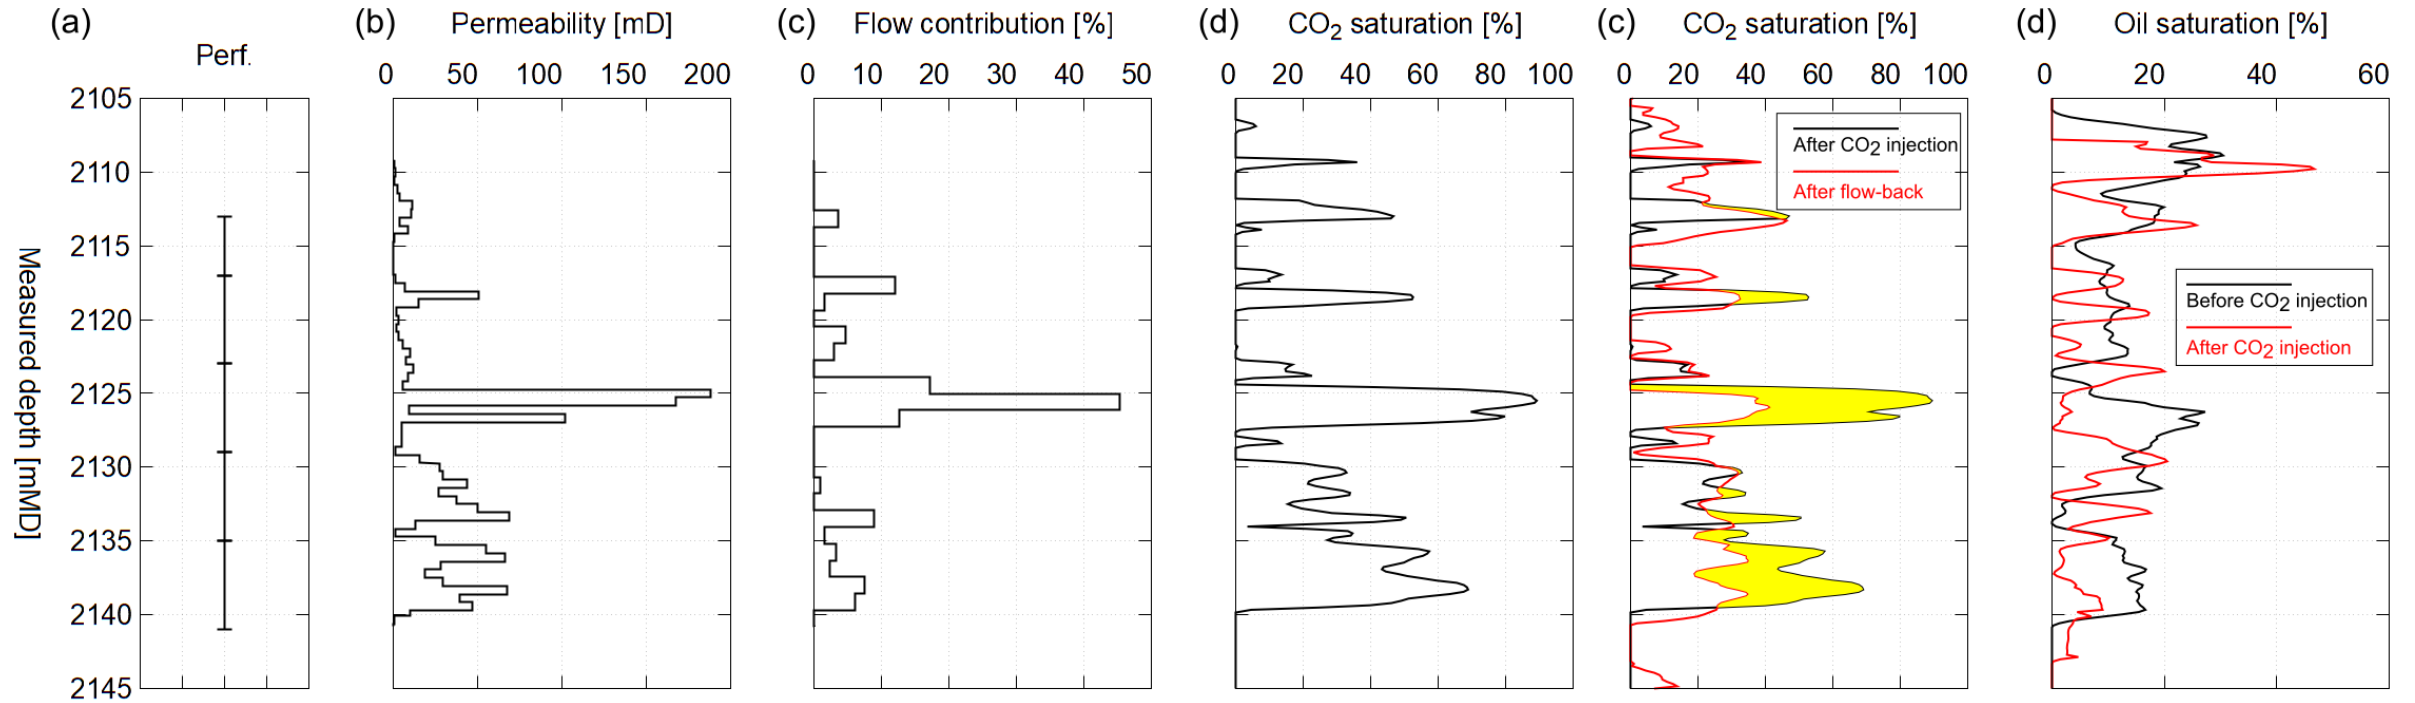 (a)
Perf.
(b) Permeability [mD]
0 50 100 150 200
(c) Flow contribution [%]
0 10 20 30 40 50
(d) CO2 saturation [%]
0 20 40 60 80 100
(c) CO2 saturation [%]
0 20 40 60 80 100
(d) Oil saturation [%]
0 20 40 60
Measured depth [mMD]
2105
2110
2115
2120
2125
2130
2135
2140
2145
After CO2 injection
After flow-back
Before CO2 injection
After CO2 injection